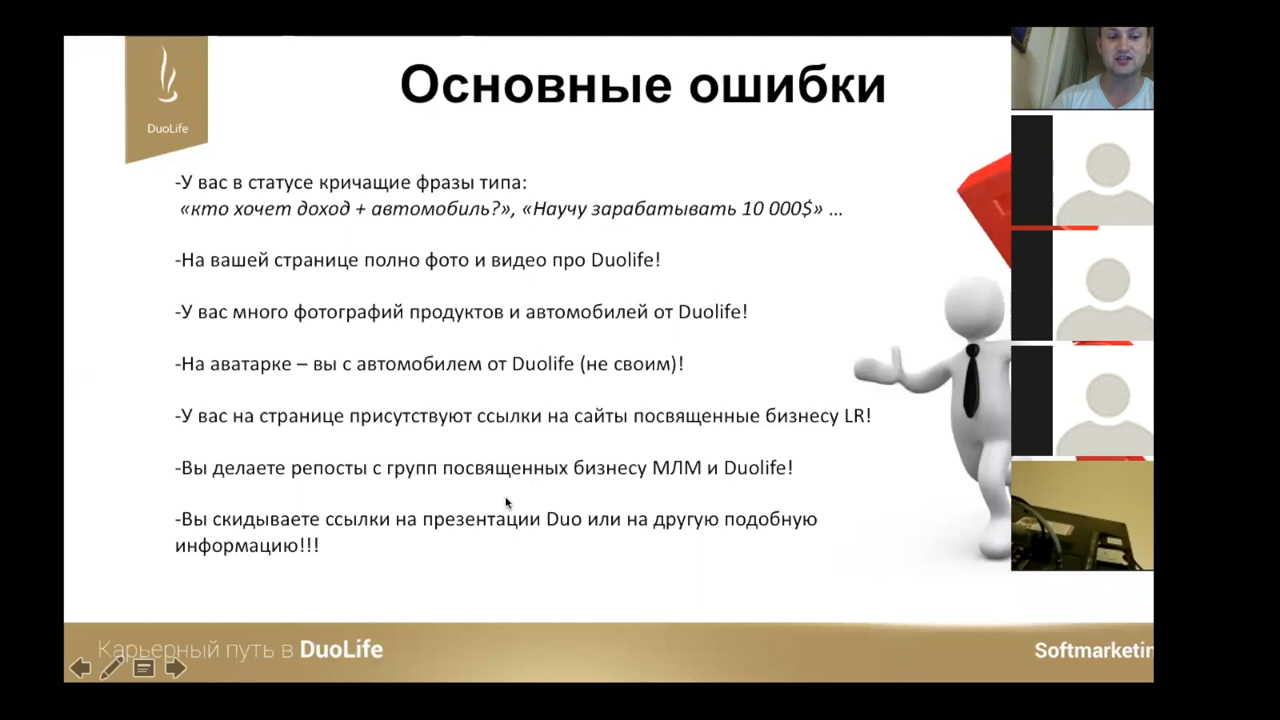 DuoLife
Основные ошибки
-У вас в статусе кричащие фразы типа:
«кто хочет доход + автомобиль?», «Научу зарабатывать 10 000$» ...
-На вашей странице полно фото и видео про Duolife!
-У вас много фотографий продуктов и автомобилей от Duolife!
-На аватарке – вы с автомобилем от Duolife (не своим)!
-У вас на странице присутствуют ссылки на сайты посвященные бизнесу LR!
-Вы делаете репосты с групп посвященных бизнесу МЛМ и Duolife!
-Вы скидываете ссылки на презентации Duo или на другую подобную
информацию!!!
Карьерный путь в DuoLife
Softmarketin